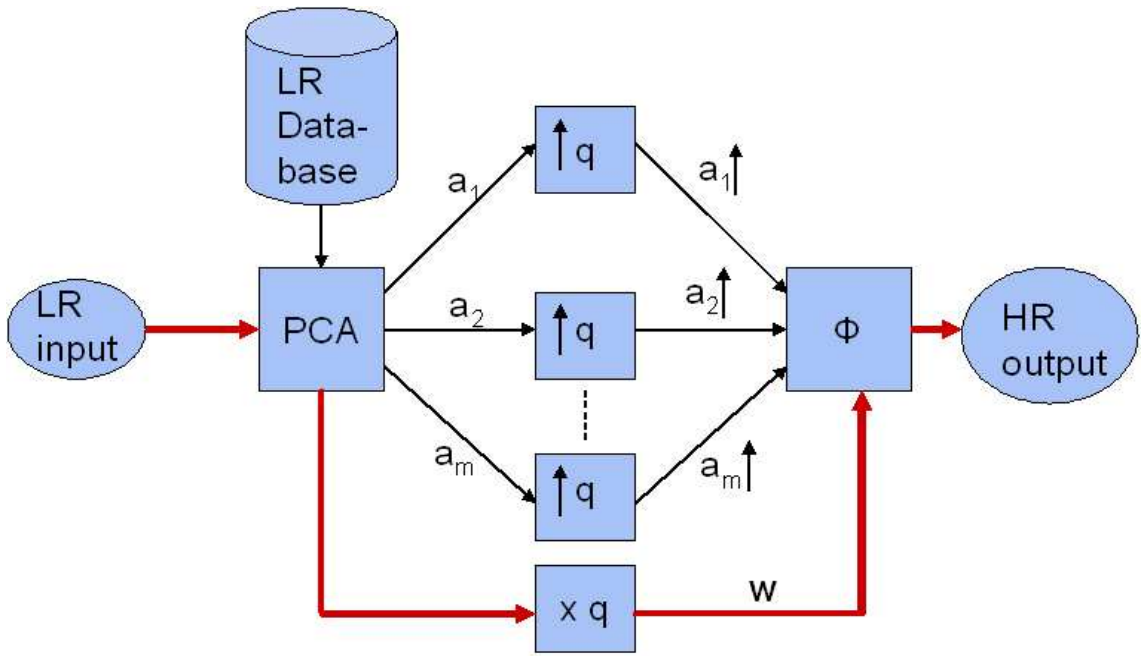 LR
Data-
base
a₁
↑ q
a₁↑
LR
input
PCA
a₂
↑ q
a₂↑
Φ
HR
output
aₘ
↑ q
aₘ↑
x q
w